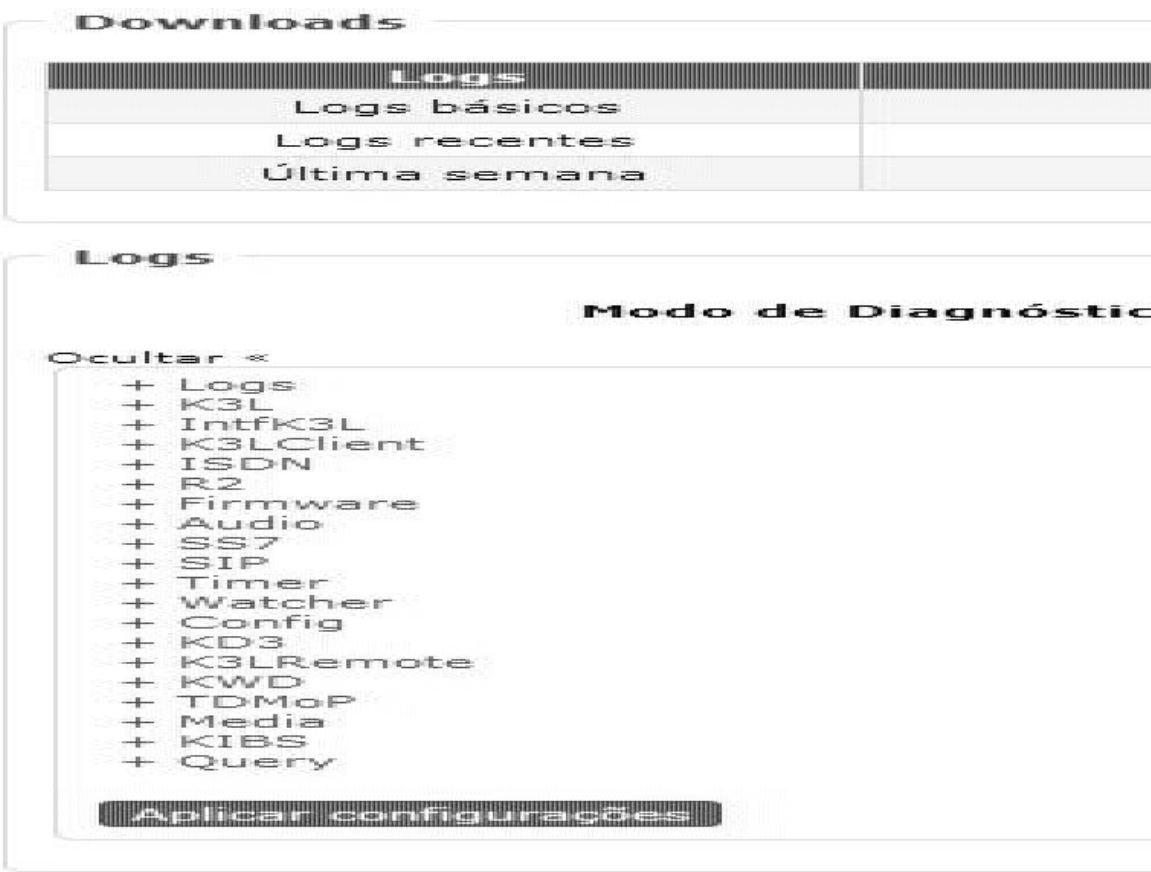 Downloads
Logs
Logs básicos
Logs recentes
Última semana
Logs
Modo de Diagnóstic
Ocultar «
+ Logs
+ K3L
+ IntfK3L
+ K3LClient
+ ISDN
+ R2
+ Firmware
+ Audio
+ SS7
+ SIP
+ Timer
+ Watcher
+ Config
+ KD3
+ K3LRemote
+ KWD
+ TDMoP
+ Media
+ KIBS
+ Query
Aplicar configurações